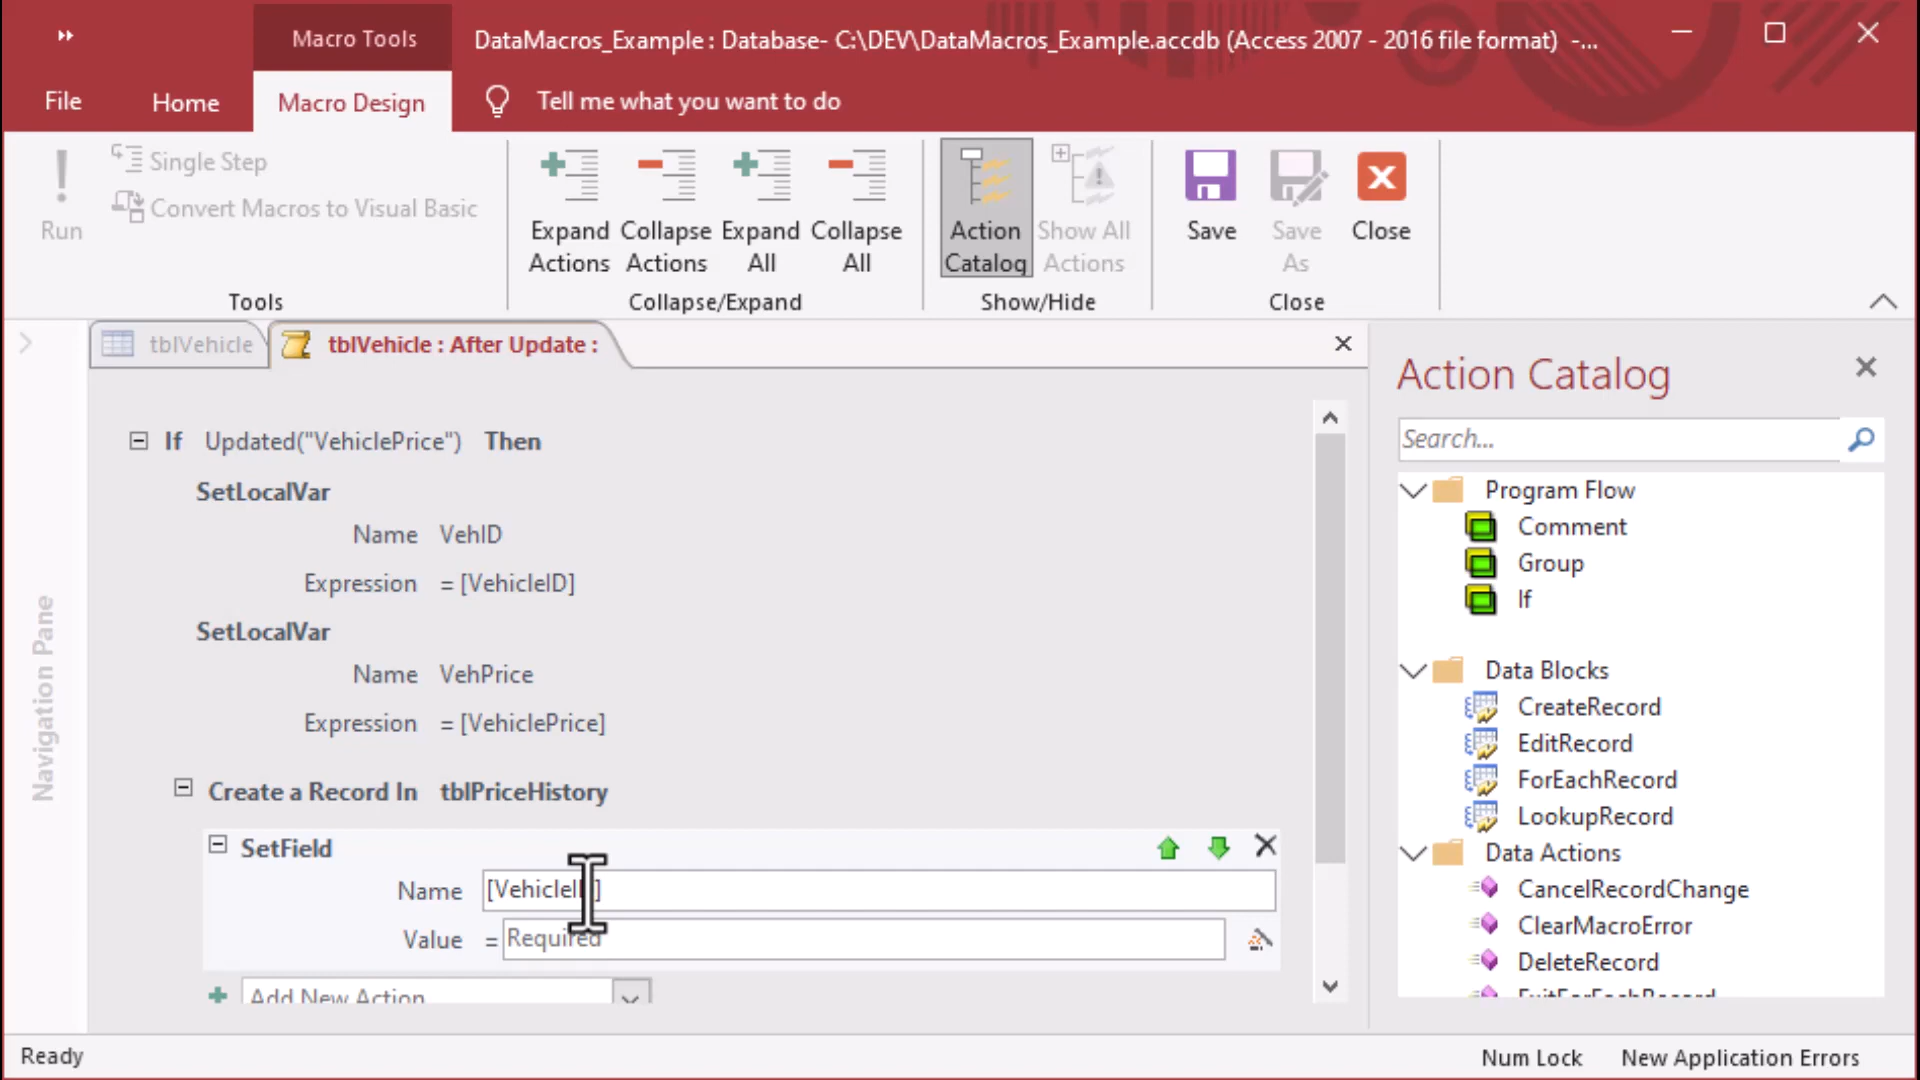 Macro Tools
DataMacros_Example : Database- C:\DEV\DataMacros_Example.accdb (Access 2007 - 2016 file format) -...
File
Home
Macro Design
Tell me what you want to do
Run
Single Step
Convert Macros to Visual Basic
Tools
Expand Actions
Collapse Actions
Expand All
Collapse All
Collapse/Expand
Action Catalog
Show All Actions
Show/Hide
Save
Save As
Close
Close
Navigation Pane
tblVehicle
tblVehicle : After Update :
If Updated("VehiclePrice") Then
SetLocalVar
Name VehID
Expression = [VehicleID]
SetLocalVar
Name VehPrice
Expression = [VehiclePrice]
Create a Record In tblPriceHistory
SetField
Name [VehicleID]
Value = Required
Add New Action
Action Catalog
Search...
Program Flow
Comment
Group
If
Data Blocks
CreateRecord
EditRecord
ForEachRecord
LookupRecord
Data Actions
CancelRecordChange
ClearMacroError
DeleteRecord
ExitForEachRecord
Ready
Num Lock
New Application Errors